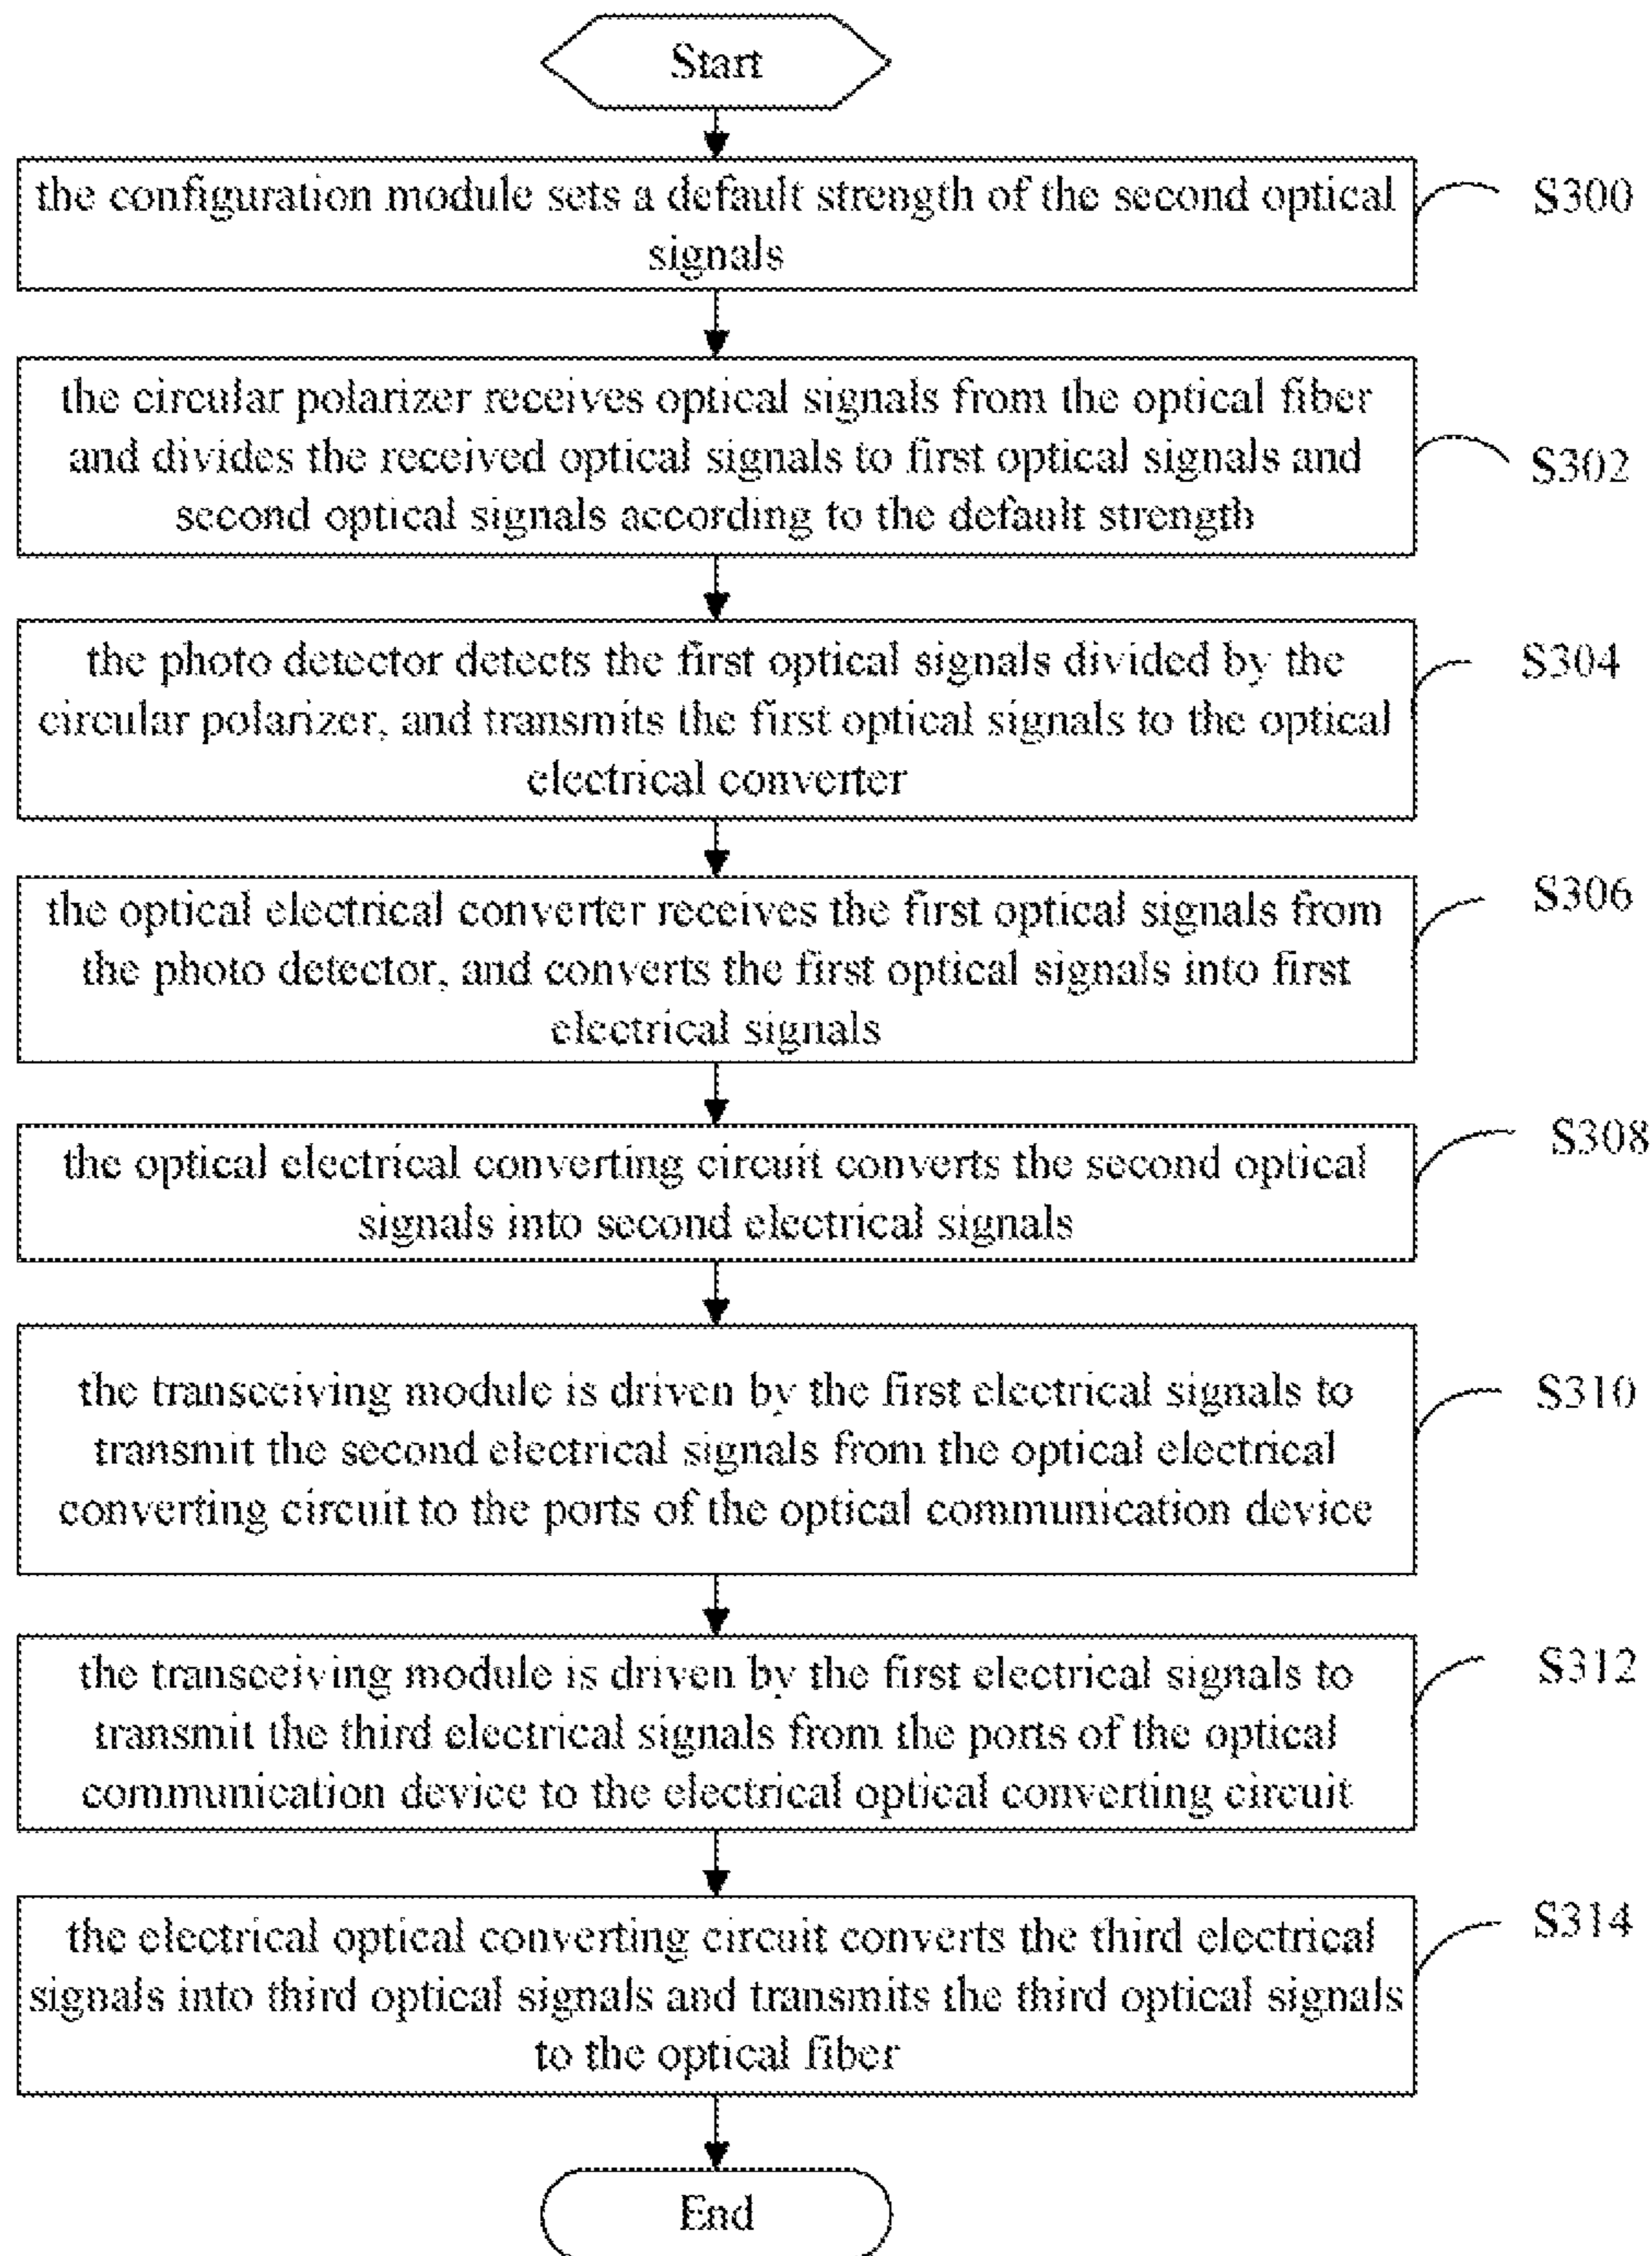 Start
the configuration module sets a default strength of the second optical
signals
S300
the circular polarizer receives optical signals from the optical fiber
and divides the received optical signals to first optical signals and
second optical signals according to the default strength
S302
the photo detector detects the first optical signals divided by the
circular polarizer, and transmits the first optical signals to the optical
electrical converter
S304
the optical electrical converter receives the first optical signals from
the photo detector, and converts the first optical signals into first
electrical signals
S306
the optical electrical converting circuit converts the second optical
signals into second electrical signals
S308
the transceiving module is driven by the first electrical signals to
transmit the second electrical signals from the optical electrical
converting circuit to the ports of the optical communication device
S310
the transceiving module is driven by the first electrical signals to
transmit the third electrical signals from the ports of the optical
communication device to the electrical optical converting circuit
S312
the electrical optical converting circuit converts the third electrical
signals into third optical signals and transmits the third optical signals
to the optical fiber
S314
End